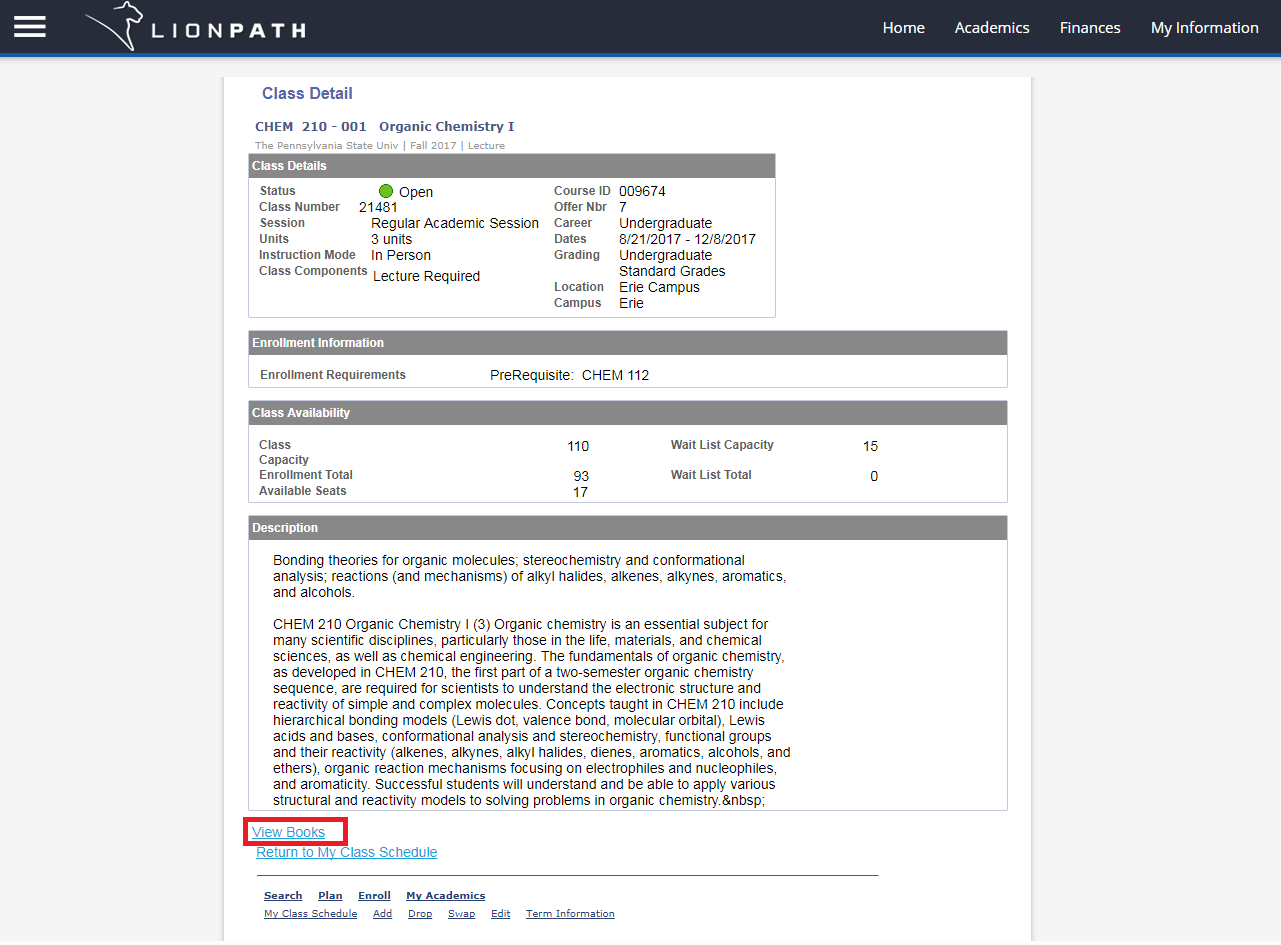 LIONPATH
Home Academics Finances My Information
Class Detail
CHEM 210 - 001 Organic Chemistry I
The Pennsylvania State Univ | Fall 2017 | Lecture
Class Details
Status Open Course ID 009674
Class Number 21481 Offer Nbr 7
Session Regular Academic Session Career Undergraduate
Units 3 units Dates 8/21/2017 - 12/8/2017
Instruction Mode In Person Grading Undergraduate
Class Components Lecture Required Standard Grades
Location Erie Campus
Campus Erie
Enrollment Information
Enrollment Requirements PreRequisite: CHEM 112
Class Availability
Class 110 Wait List Capacity 15
Capacity
Enrollment Total 93 Wait List Total 0
Available Seats 17
Description
Bonding theories for organic molecules; stereochemistry and conformational
analysis; reactions (and mechanisms) of alkyl halides, alkenes, alkynes, aromatics,
and alcohols.
CHEM 210 Organic Chemistry I (3) Organic chemistry is an essential subject for
many scientific disciplines, particularly those in the life, materials, and chemical
sciences, as well as chemical engineering. The fundamentals of organic chemistry,
as developed in CHEM 210, the first part of a two-semester organic chemistry
sequence, are required for scientists to understand the electronic structure and
reactivity of simple and complex molecules. Concepts taught in CHEM 210 include
hierarchical bonding models (Lewis dot, valence bond, molecular orbital), Lewis
acids and bases, conformational analysis and stereochemistry, functional groups
and their reactivity (alkenes, alkynes, alkyl halides, dienes, aromatics, alcohols, and
ethers), organic reaction mechanisms focusing on electrophiles and nucleophiles,
and aromaticity. Successful students will understand and be able to apply various
structural and reactivity models to solving problems in organic chemistry.&nbsp;
View Books
Return to My Class Schedule
Search Plan Enroll My Academics
My Class Schedule Add Drop Swap Edit Term Information